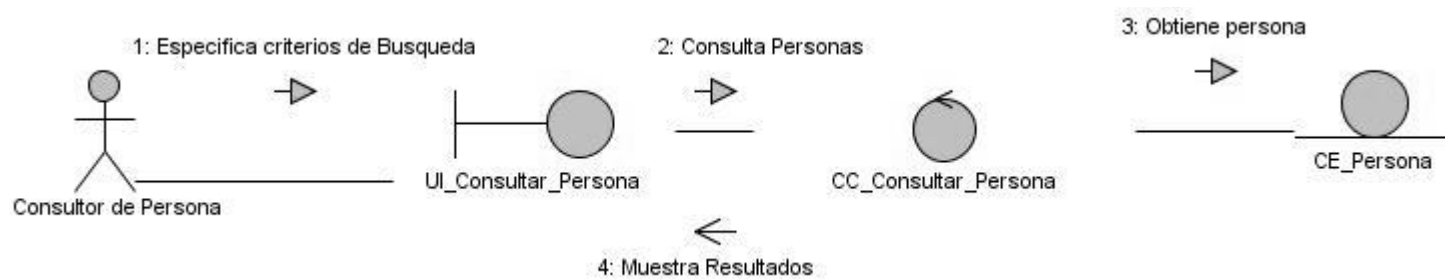 1: Especifica criterios de Busqueda
2: Consulta Personas
3: Obtiene persona
Consultor de Persona
UI_Consultar_Persona
CC_Consultar_Persona
CE_Persona
4: Muestra Resultados